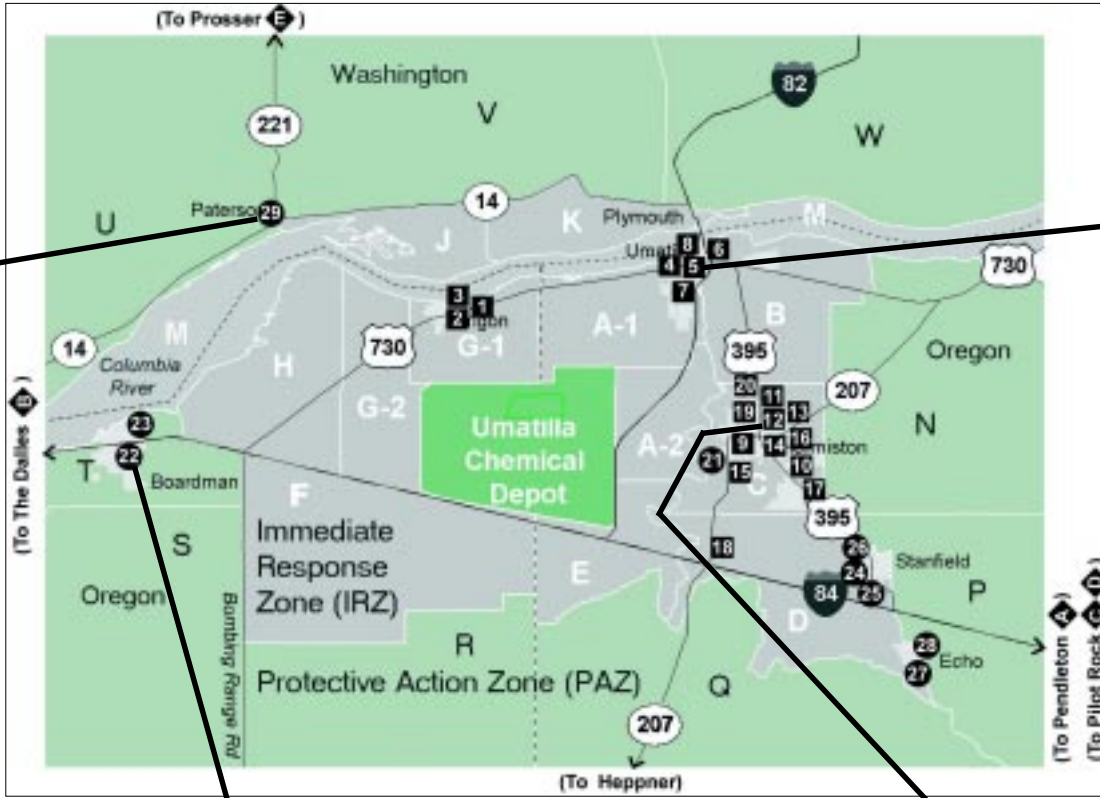 (To Prosser E)
Washington
82
V
221
W
U
14
Paterson
29
Plymouth
K
M
J
8
6
Umatilla
4
5
730
7
3
1
2
B
A-1
M
G-1
730
395
Oregon
14
H
Columbia
River
20
11
207
G-2
19
13
12
Umatilla
Chemical
Depot
N
(To The Dalles B)
23
A-2
9
14
16
21
22
15
10
T
C
17
Boardman
F
395
Immediate
Response
Zone (IRZ)
S
18
26
Stanfield
E
24
Oregon
84
25
P
D
R
28
Echo
Protective Action Zone (PAZ)
Q
27
Bombing Range Rd
207
(To Pendleton A)
(To Pilot Rock C D)
(To Heppner)